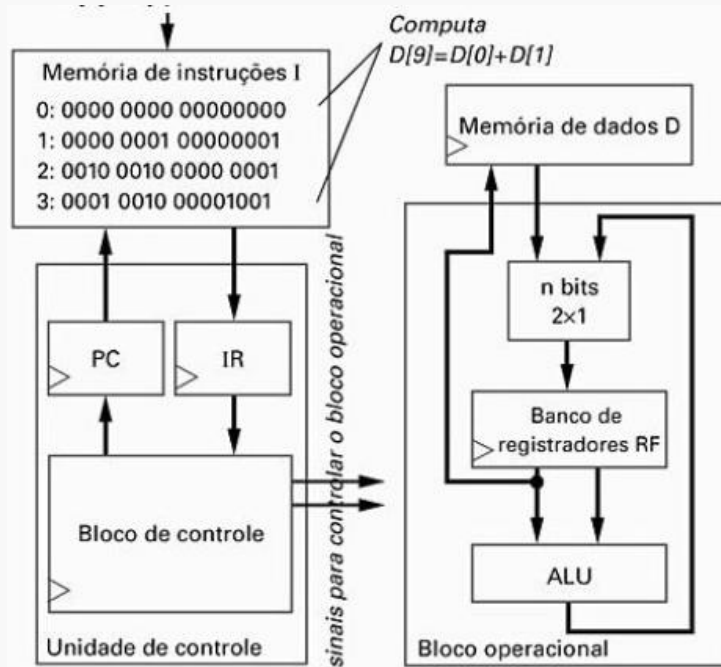 Computa
D[9]=D[0]+D[1]
Memória de instruções I
0: 0000 0000 00000000
1: 0000 0001 00000001
2: 0010 0010 0000 0001
3: 0001 0010 00001001
Memória de dados D
n bits
2×1
PC
IR
Banco de
registradores RF
Bloco de controle
sinais para controlar o bloco operacional
ALU
Unidade de controle
Bloco operacional